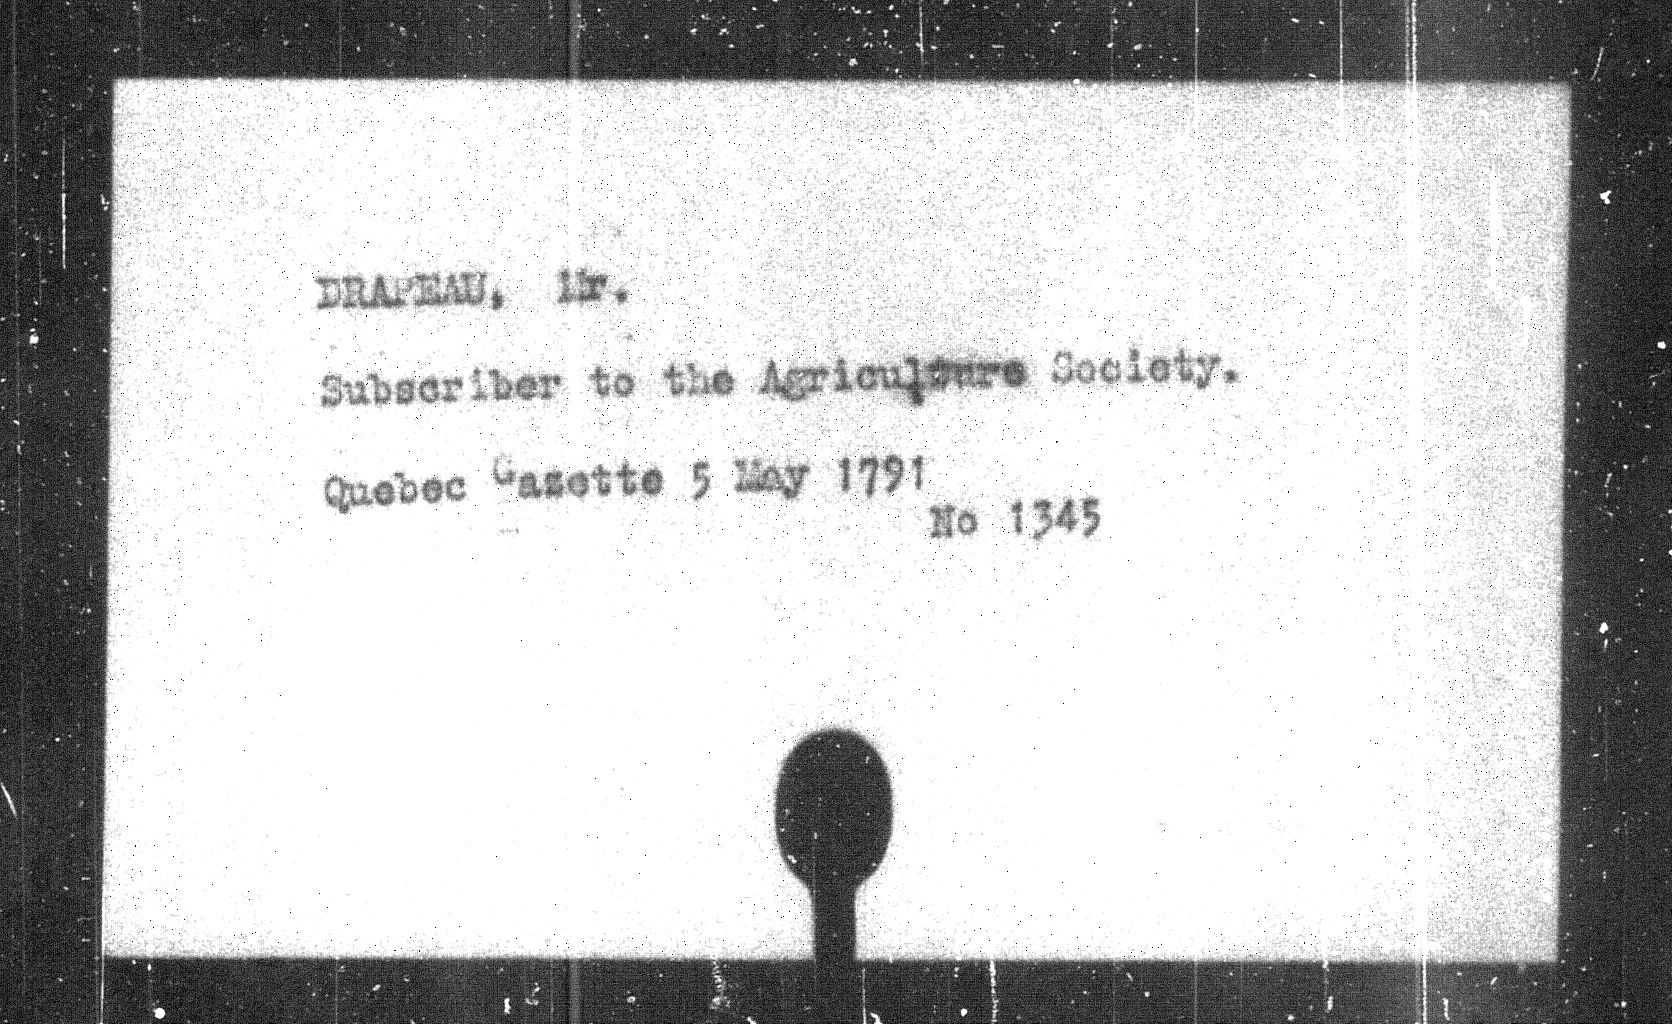 DRAPEAU, Mr.
Subscriber to the Agriculture Society.
Quebec Gazette 5 May 1791
No 1345